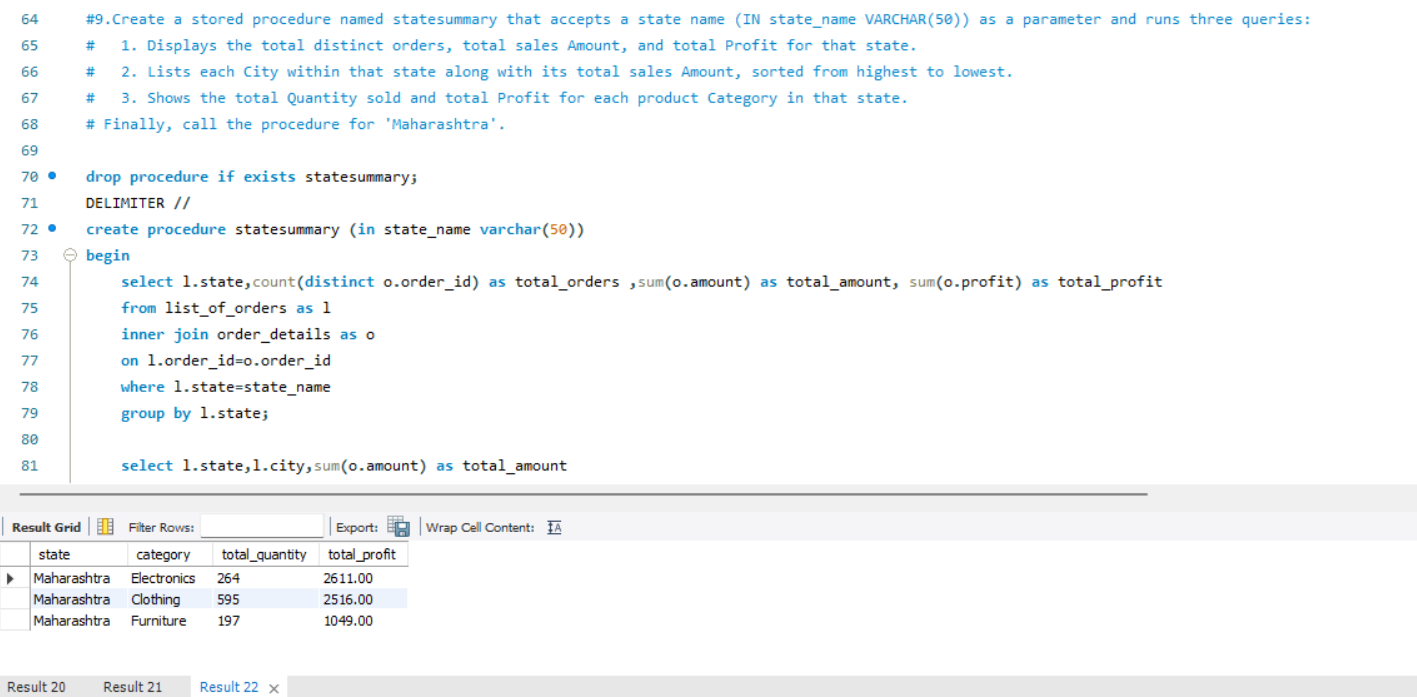 64 #9.Create a stored procedure named statesummary that accepts a state name (IN state_name VARCHAR(50)) as a parameter and runs three queries:
65 #   1. Displays the total distinct orders, total sales Amount, and total Profit for that state.
66 #   2. Lists each City within that state along with its total sales Amount, sorted from highest to lowest.
67 #   3. Shows the total Quantity sold and total Profit for each product Category in that state.
68 # Finally, call the procedure for 'Maharashtra'.
69
70 drop procedure if exists statesummary;
71 DELIMITER //
72 create procedure statesummary (in state_name varchar(50))
73 begin
74     select l.state,count(distinct o.order_id) as total_orders ,sum(o.amount) as total_amount, sum(o.profit) as total_profit
75     from list_of_orders as l
76     inner join order_details as o
77     on l.order_id=o.order_id
78     where l.state=state_name
79     group by l.state;
80
81     select l.state,l.city,sum(o.amount) as total_amount
Result Grid Filter Rows: Export: Wrap Cell Content: IA
state category total_quantity total_profit
Maharashtra Electronics 264 2611.00
Maharashtra Clothing 595 2516.00
Maharashtra Furniture 197 1049.00
Result 20 Result 21 Result 22 ×